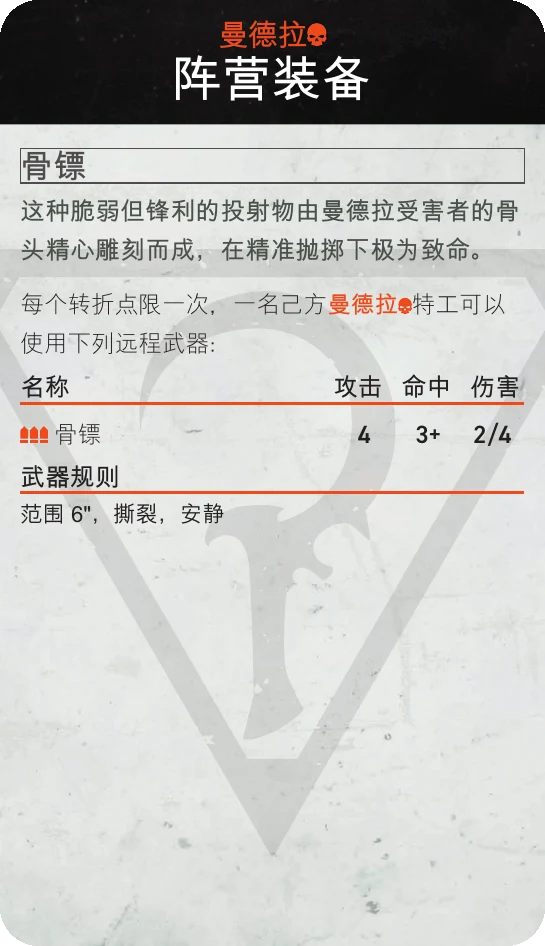 曼德拉
阵营装备
骨镖
这种脆弱但锋利的投射物由曼德拉受害者的骨
头精心雕刻而成，在精准抛掷下极为致命。
每个转折点限一次，一名己方曼德拉特工可以
使用下列远程武器:
名称 攻击 命中 伤害
骨镖 4 3+ 2/4
武器规则
范围 6"，撕裂，安静